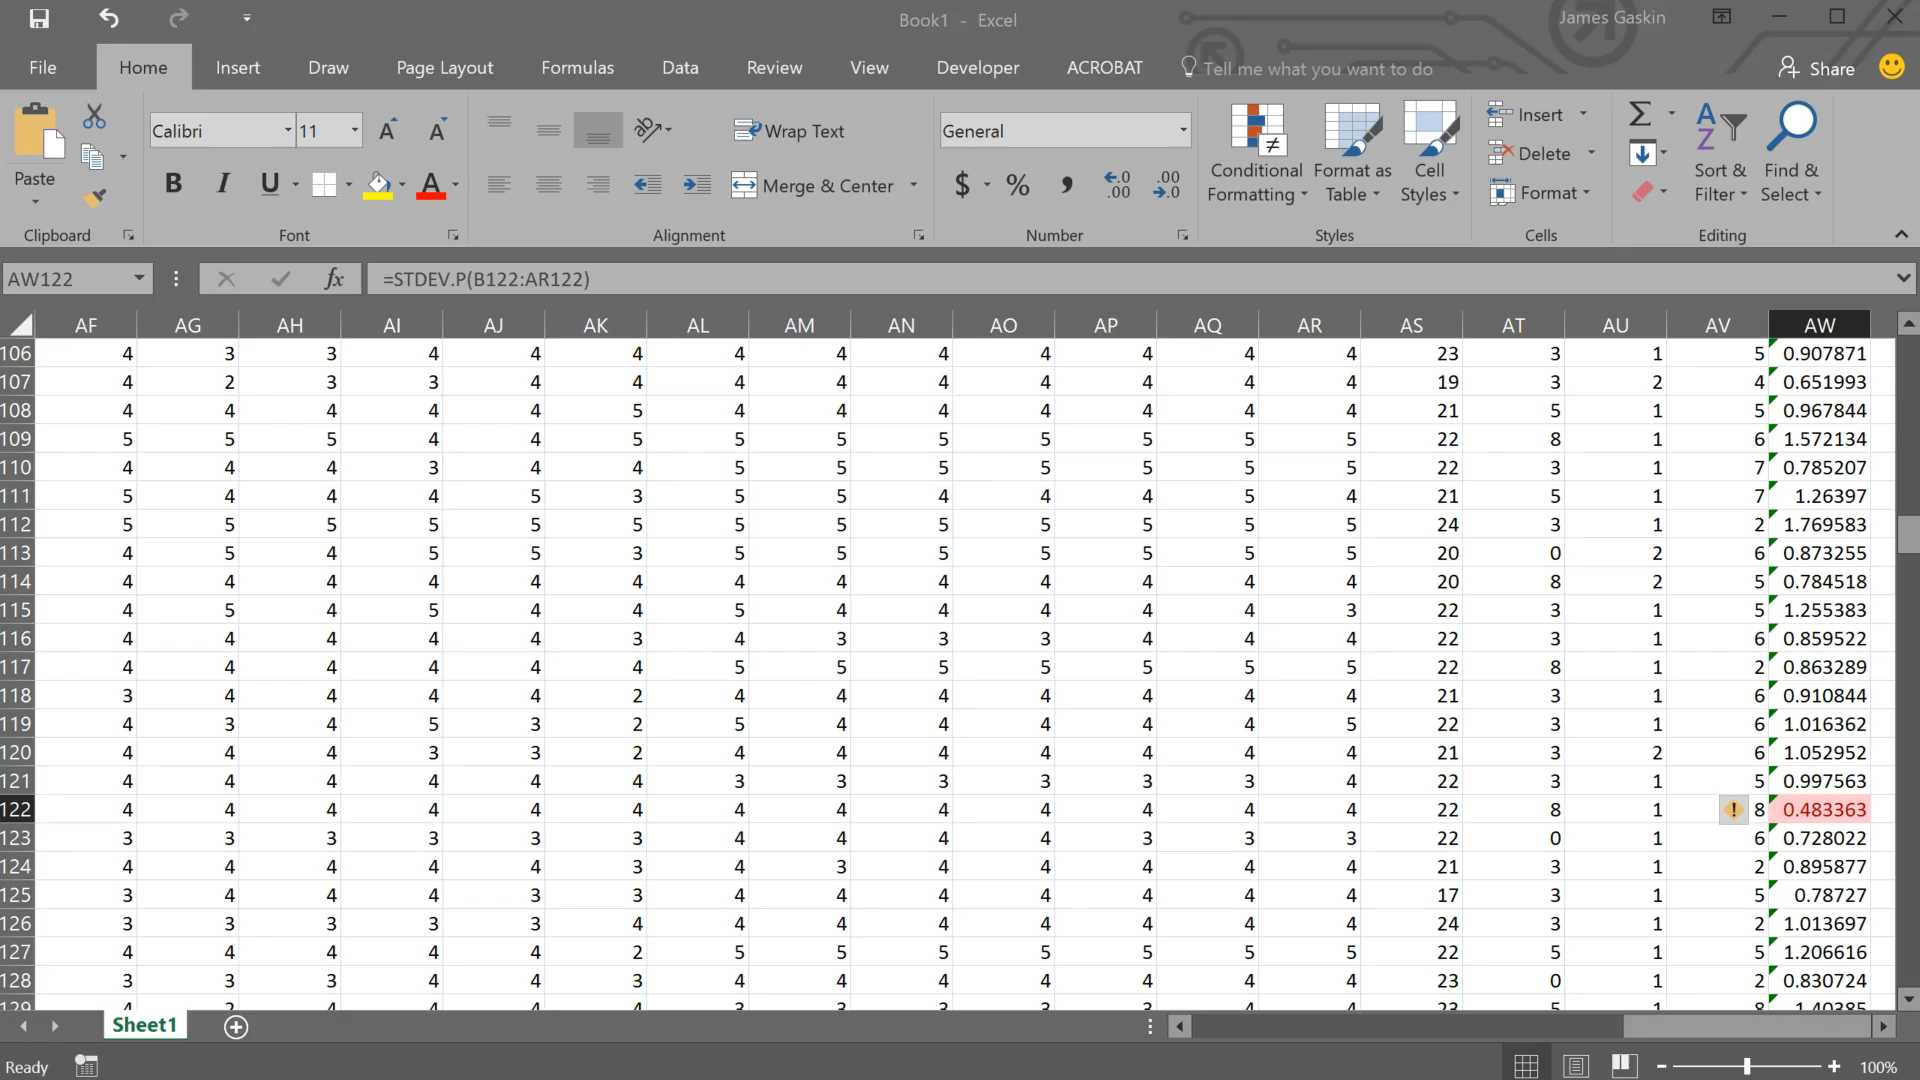 Book1 - Excel
James Gaskin
File Home Insert Draw Page Layout Formulas Data Review View Developer ACROBAT Tell me what you want to do Share
Calibri 11 A A Wrap Text General Insert
Paste B I U A Merge & Center $ % , Conditional Formatting Format as Table Cell Styles Delete Format Sort & Filter Find & Select
Clipboard Font Alignment Number Styles Cells Editing
AW122 fx =STDEV.P(B122:AR122)
AF AG AH AI AJ AK AL AM AN AO AP AQ AR AS AT AU AV AW
106 4 3 3 4 4 4 4 4 4 4 4 4 4 23 3 1 5 0.907871
107 4 2 3 3 4 4 4 4 4 4 4 4 4 19 3 2 4 0.651993
108 4 4 4 4 4 5 4 4 4 4 4 4 4 21 5 1 5 0.967844
109 5 5 5 4 4 5 5 5 5 5 5 5 5 22 8 1 6 1.572134
110 4 4 4 3 4 4 5 5 5 5 5 5 5 22 3 1 7 0.785207
111 5 4 4 4 5 3 5 5 4 4 4 5 4 21 5 1 7 1.26397
112 5 5 5 5 5 5 5 5 5 5 5 5 5 24 3 1 2 1.769583
113 4 5 4 5 5 3 5 5 5 5 5 5 5 20 0 2 6 0.873255
114 4 4 4 4 4 4 4 4 4 4 4 4 4 20 8 2 5 0.784518
115 4 5 4 5 4 4 5 4 4 4 4 4 3 22 3 1 5 1.255383
116 4 4 4 4 4 3 4 3 3 3 4 4 4 22 3 1 6 0.859522
117 4 4 4 4 4 4 5 5 5 5 5 5 5 22 8 1 2 0.863289
118 3 4 4 4 4 2 4 4 4 4 4 4 4 21 3 1 6 0.910844
119 4 3 4 5 3 2 5 4 4 4 4 4 5 22 3 1 6 1.016362
120 4 4 4 3 3 2 4 4 4 4 4 4 4 21 3 2 6 1.052952
121 4 4 4 4 4 4 3 3 3 3 3 3 4 22 3 1 5 0.997563
122 4 4 4 4 4 4 4 4 4 4 4 4 4 22 8 1 8 0.483363
123 3 3 3 3 3 3 4 4 4 4 3 3 3 22 0 1 6 0.728022
124 4 4 4 4 4 3 4 3 4 4 4 4 4 21 3 1 2 0.895877
125 3 4 4 4 3 3 4 4 4 4 4 4 4 17 3 1 5 0.78727
126 3 3 3 3 3 4 4 4 4 4 4 4 4 24 3 1 2 1.013697
127 4 4 4 4 4 2 5 5 5 5 5 5 5 22 5 1 5 1.206616
128 3 3 3 4 4 3 4 4 4 4 4 4 4 23 0 1 2 0.830724
129 4 2 4 4 4 4 3 3 3 3 3 4 4 23 5 1 8 1.40385
Sheet1
Ready 100%